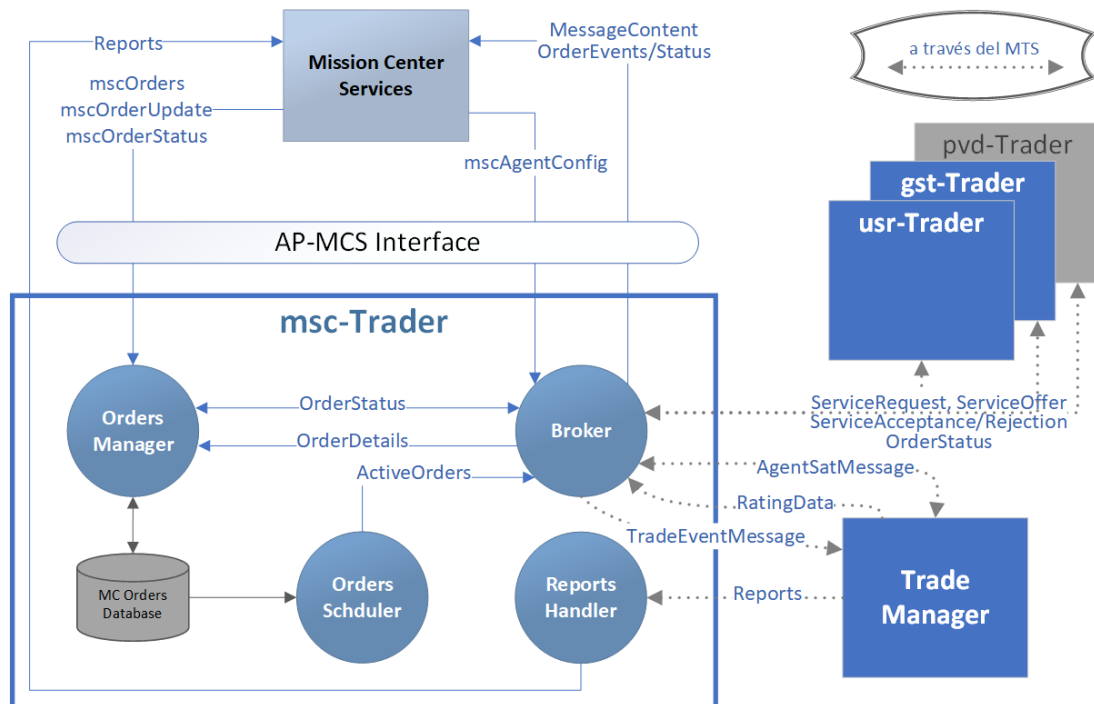 Reports
MessageContent
OrderEvents/Status
a través del MTS
Mission Center
Services
mscOrders
mscOrderUpdate
mscOrderStatus
mscAgentConfig
pvd-Trader
gst-Trader
usr-Trader
AP-MCS Interface
msc-Trader
Orders
Manager
OrderStatus
OrderDetails
ActiveOrders
Broker
ServiceRequest, ServiceOffer
ServiceAcceptance/Rejection
OrderStatus
AgentSatMessage
RatingData
TradeEventMessage
MC Orders
Database
Orders
Schduler
Reports
Handler
Reports
Trade
Manager